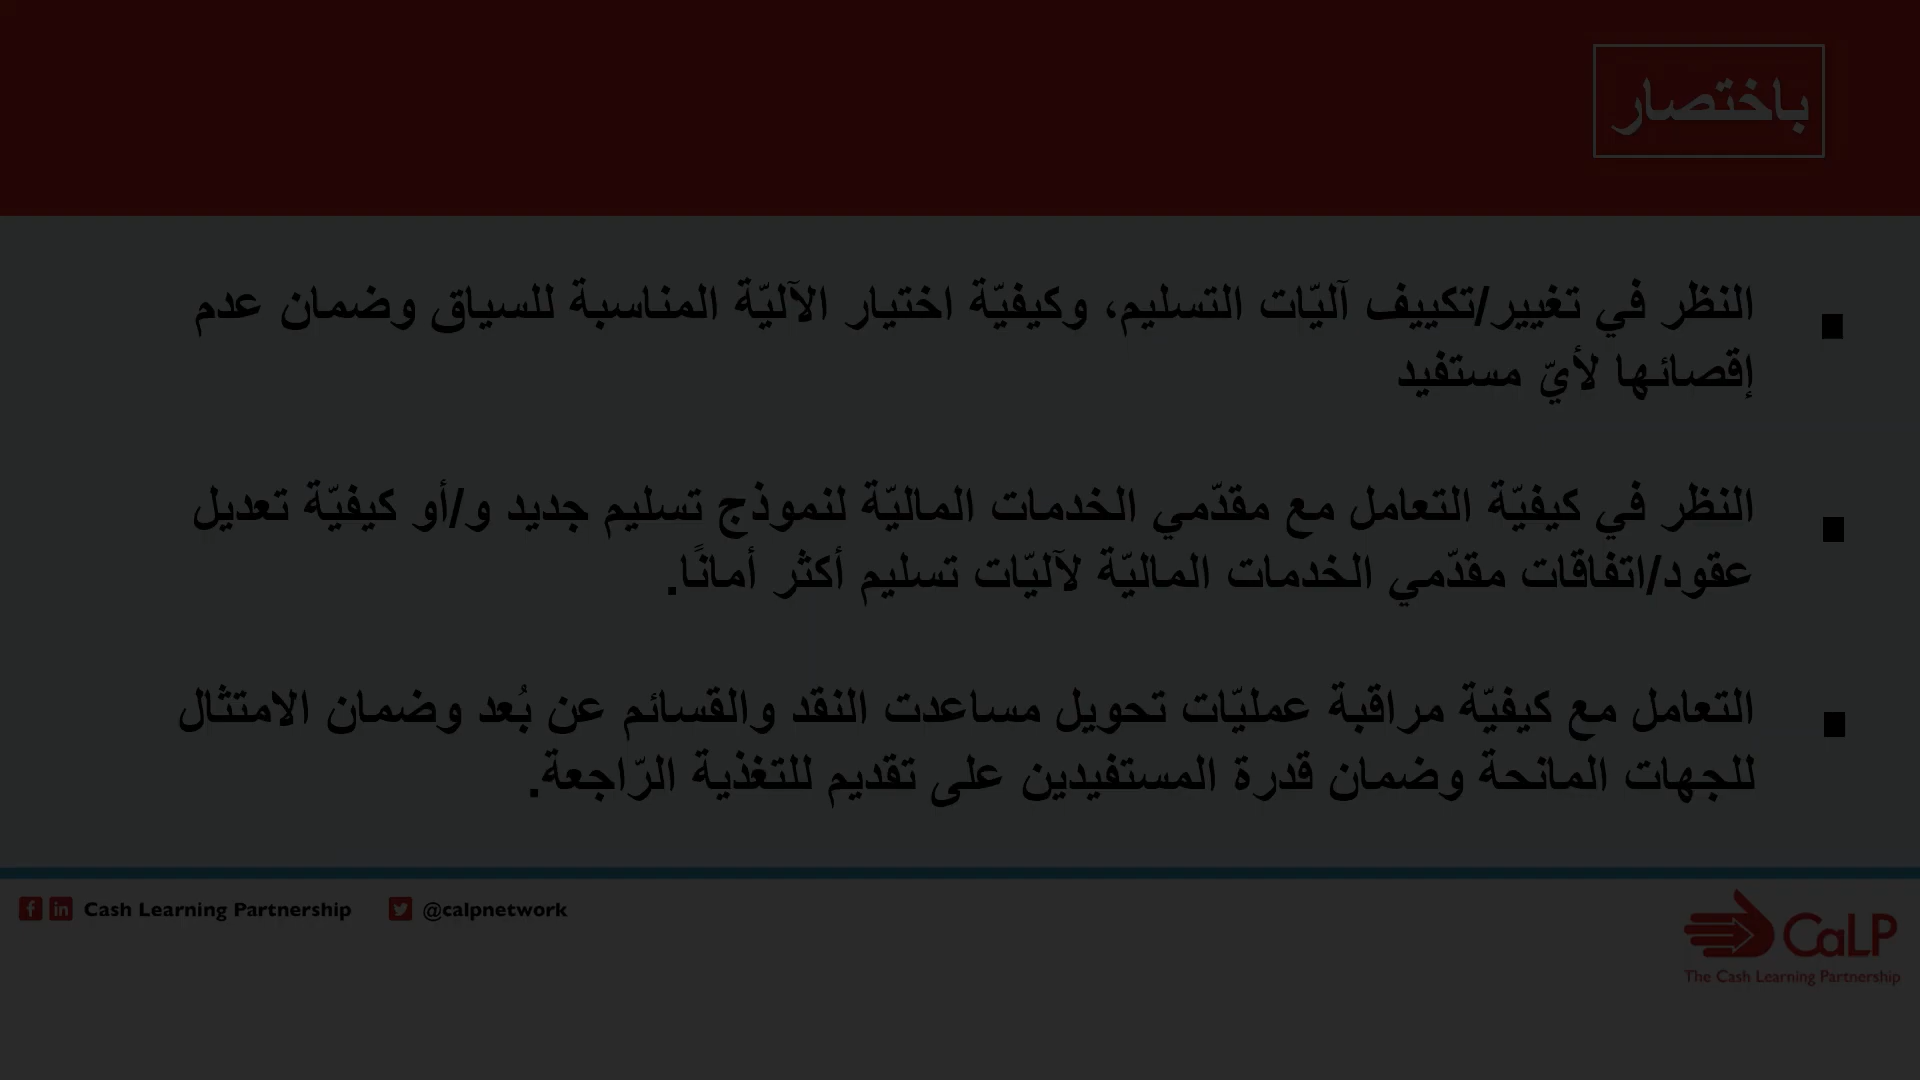 باختصار
النظر في تغيير/تكييف آليّات التسليم، وكيفيّة اختيار الآليّة المناسبة للسياق وضمان عدم
إقصائها لأيّ مستفيد
النظر في كيفيّة التعامل مع مقدّمي الخدمات الماليّة لنموذج تسليم جديد و/أو كيفيّة تعديل
عقود/اتفاقات مقدّمي الخدمات الماليّة لآليّات تسليم أكثر أمانًا.
التعامل مع كيفيّة مراقبة عمليّات تحويل مساعدت النقد والقسائم عن بُعد وضمان الامتثال
للجهات المانحة وضمان قدرة المستفيدين على تقديم للتغذية الرّاجعة.
Cash Learning Partnership @calpnetwork
CaLP
The Cash Learning Partnership